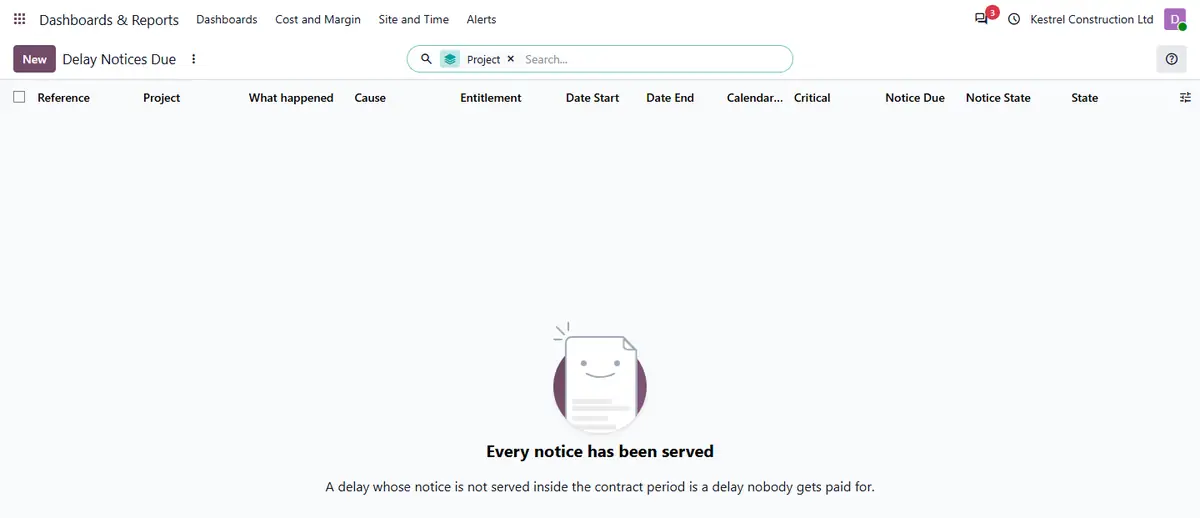 Dashboards & Reports Dashboards Cost and Margin Site and Time Alerts 3 Kestrel Construction Ltd D
New Delay Notices Due Project × Search...
Reference Project What happened Cause Entitlement Date Start Date End Calendar... Critical Notice Due Notice State State
Every notice has been served
A delay whose notice is not served inside the contract period is a delay nobody gets paid for.